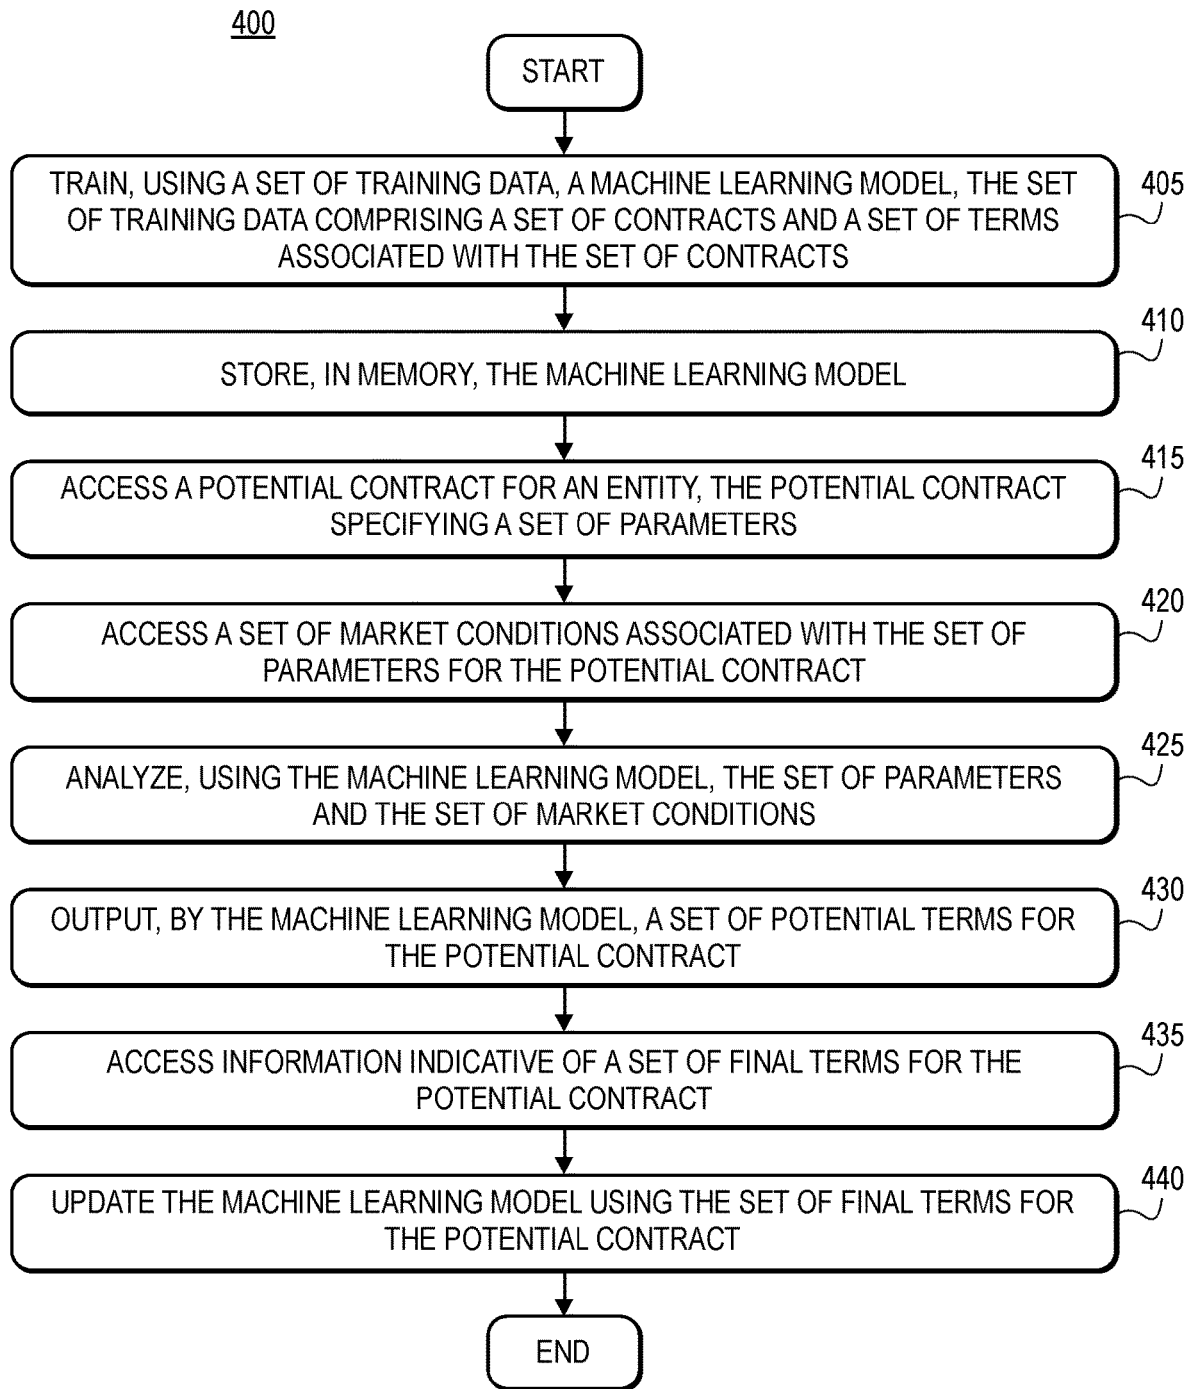 400
START
TRAIN, USING A SET OF TRAINING DATA, A MACHINE LEARNING MODEL, THE SET
OF TRAINING DATA COMPRISING A SET OF CONTRACTS AND A SET OF TERMS
ASSOCIATED WITH THE SET OF CONTRACTS
405
STORE, IN MEMORY, THE MACHINE LEARNING MODEL
410
ACCESS A POTENTIAL CONTRACT FOR AN ENTITY, THE POTENTIAL CONTRACT
SPECIFYING A SET OF PARAMETERS
415
ACCESS A SET OF MARKET CONDITIONS ASSOCIATED WITH THE SET OF
PARAMETERS FOR THE POTENTIAL CONTRACT
420
ANALYZE, USING THE MACHINE LEARNING MODEL, THE SET OF PARAMETERS
AND THE SET OF MARKET CONDITIONS
425
OUTPUT, BY THE MACHINE LEARNING MODEL, A SET OF POTENTIAL TERMS FOR
THE POTENTIAL CONTRACT
430
ACCESS INFORMATION INDICATIVE OF A SET OF FINAL TERMS FOR THE
POTENTIAL CONTRACT
435
UPDATE THE MACHINE LEARNING MODEL USING THE SET OF FINAL TERMS FOR
THE POTENTIAL CONTRACT
440
END